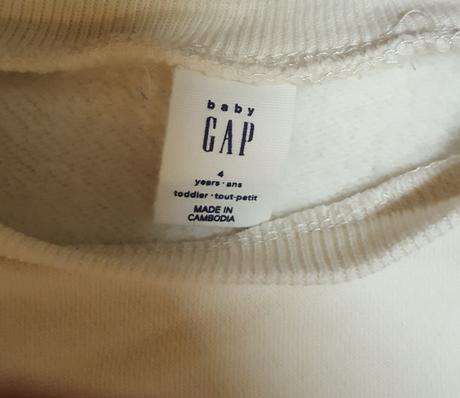 baby
GAP
4
years·ans
toddler·tout-petit
MADE IN
CAMBODIA